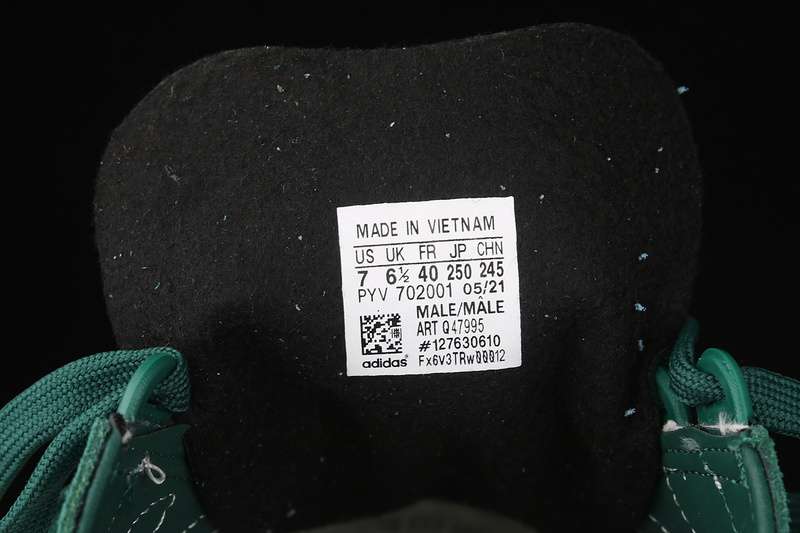 MADE IN VIETNAM
US UK FR JP CHN
7 6½ 40 250 245
PYV 702001 05/21
MALE/MÂLE
ART Q47995
#127630610
Fx6v3TRw00012
adidas